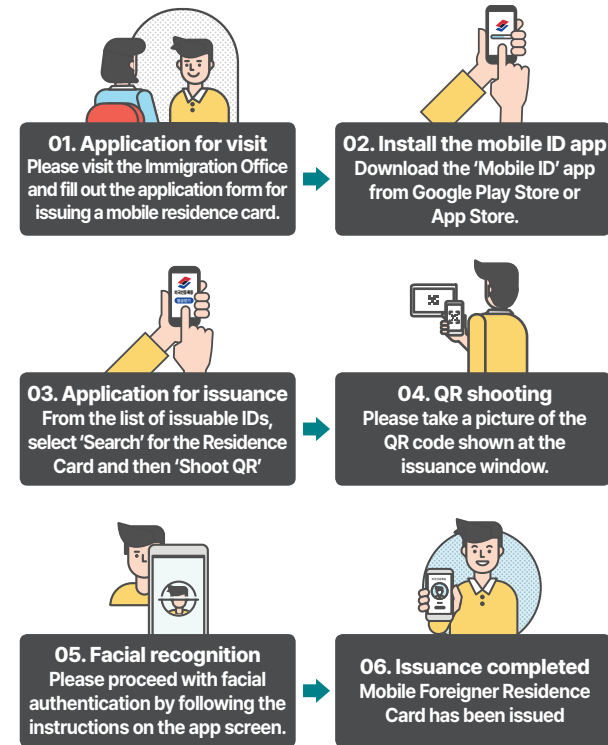 01. Application for visit
Please visit the Immigration Office
and fill out the application form for
issuing a mobile residence card.
02. Install the mobile ID app
Download the ‘Mobile ID’ app
from Google Play Store or
App Store.
03. Application for issuance
From the list of issuable IDs,
select ‘Search’ for the Residence
Card and then ‘Shoot QR’
04. QR shooting
Please take a picture of the
QR code shown at the
issuance window.
05. Facial recognition
Please proceed with facial
authentication by following the
instructions on the app screen.
06. Issuance completed
Mobile Foreigner Residence
Card has been issued